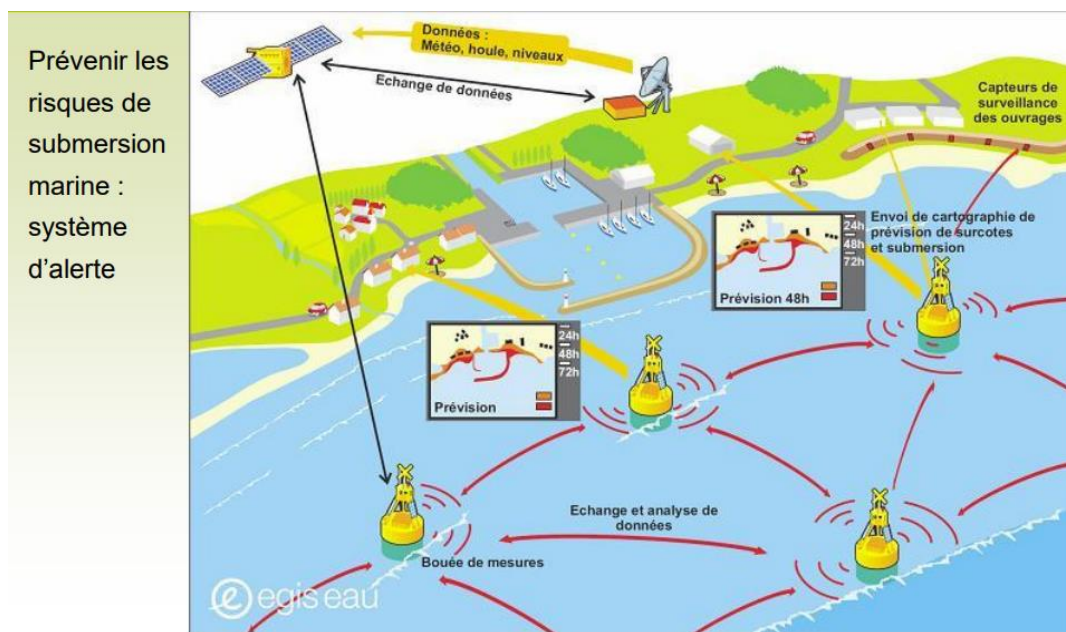 Prévenir les
risques de
submersion
marine :
système
d'alerte
Données :
Météo, houle, niveaux
Echange de données
Capteurs de
surveillance
des ouvrages
Envoi de cartographie de
prévision de surcotes
et submersion
24h
48h
72h
Prévision 48h
24h
48h
72h
Prévision
Echange et analyse de
données
Bouée de mesures
e egis eau